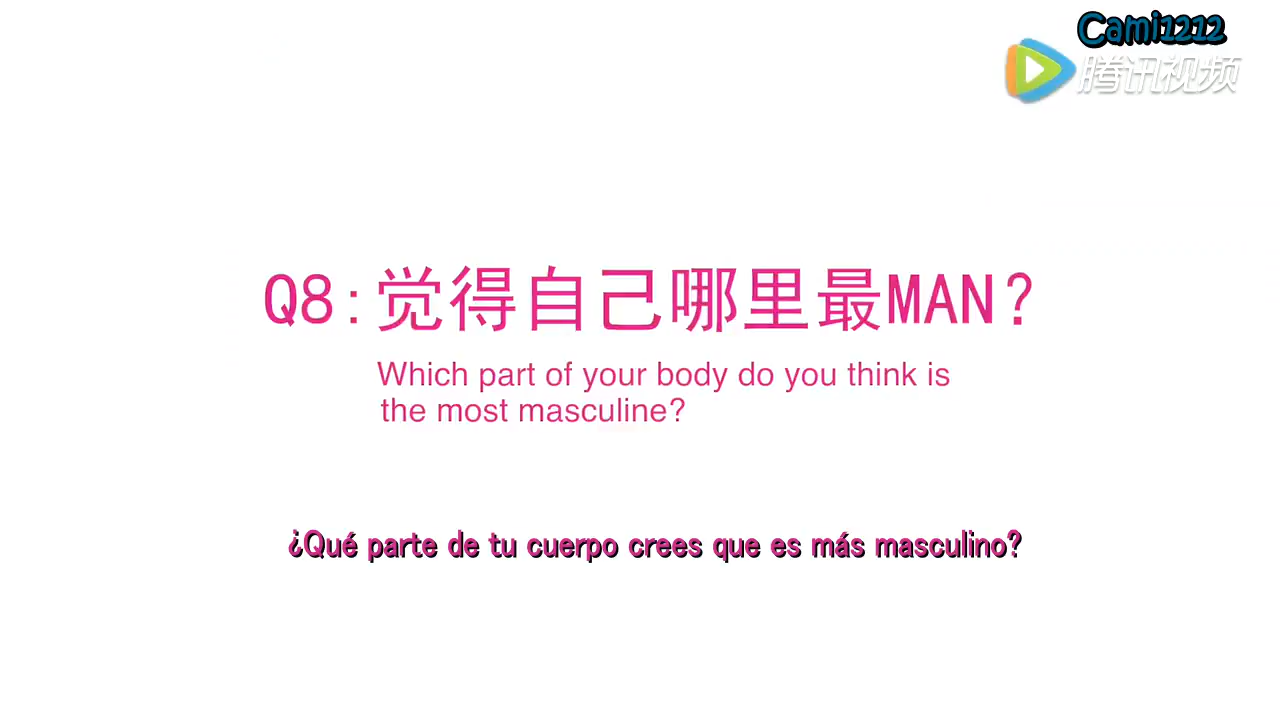 Cami1212
腾讯视频
Q8:觉得自己哪里最MAN?
Which part of your body do you think is
the most masculine?
¿Qué parte de tu cuerpo crees que es más masculino?